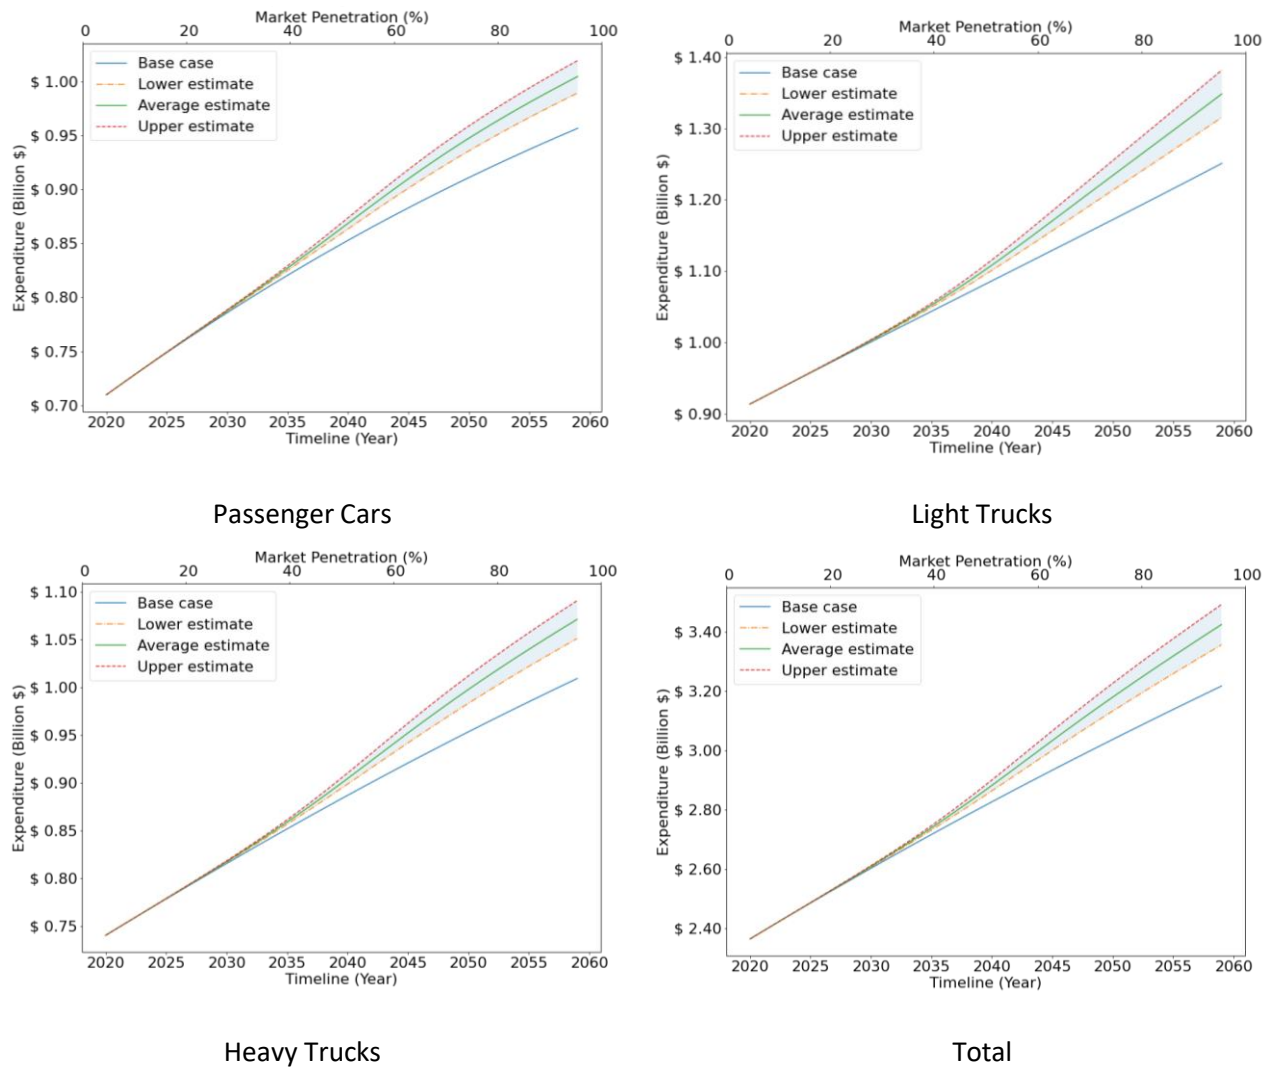 Market Penetration (%)
0 20 40 60 80 100
Base case
Lower estimate
Average estimate
Upper estimate
Expenditure (Billion $)
$ 1.00
$ 0.95
$ 0.90
$ 0.85
$ 0.80
$ 0.75
$ 0.70
2020 2025 2030 2035 2040 2045 2050 2055 2060
Timeline (Year)
Passenger Cars
Market Penetration (%)
0 20 40 60 80 100
Base case
Lower estimate
Average estimate
Upper estimate
Expenditure (Billion $)
$ 1.40
$ 1.30
$ 1.20
$ 1.10
$ 1.00
$ 0.90
2020 2025 2030 2035 2040 2045 2050 2055 2060
Timeline (Year)
Light Trucks
Market Penetration (%)
0 20 40 60 80 100
Base case
Lower estimate
Average estimate
Upper estimate
Expenditure (Billion $)
$ 1.10
$ 1.05
$ 1.00
$ 0.95
$ 0.90
$ 0.85
$ 0.80
$ 0.75
2020 2025 2030 2035 2040 2045 2050 2055 2060
Timeline (Year)
Heavy Trucks
Market Penetration (%)
0 20 40 60 80 100
Base case
Lower estimate
Average estimate
Upper estimate
Expenditure (Billion $)
$ 3.40
$ 3.20
$ 3.00
$ 2.80
$ 2.60
$ 2.40
2020 2025 2030 2035 2040 2045 2050 2055 2060
Timeline (Year)
Total